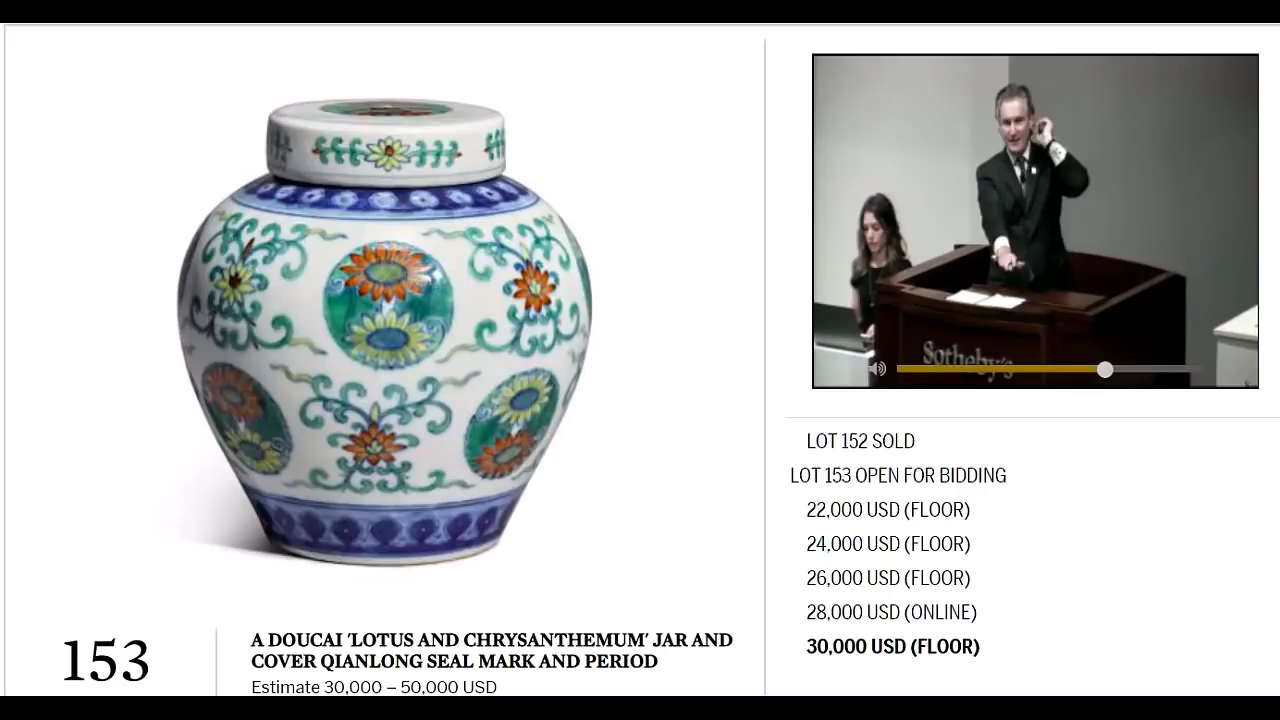 153
A DOUCAI 'LOTUS AND CHRYSANTHEMUM' JAR AND
COVER QIANLONG SEAL MARK AND PERIOD
Estimate 30,000 – 50,000 USD
Sotheby's
LOT 152 SOLD
LOT 153 OPEN FOR BIDDING
22,000 USD (FLOOR)
24,000 USD (FLOOR)
26,000 USD (FLOOR)
28,000 USD (ONLINE)
30,000 USD (FLOOR)